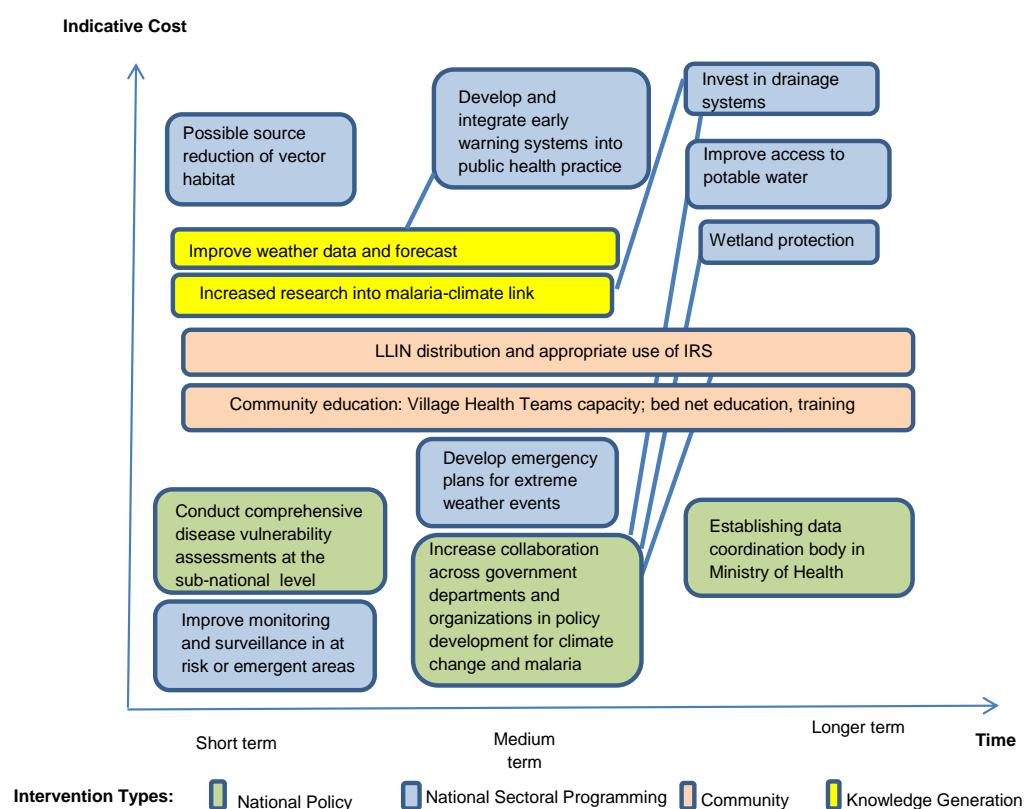 Indicative Cost
Possible source
reduction of vector
habitat
Develop and
integrate early
warning systems into
public health practice
Invest in drainage
systems
Improve access to
potable water
Wetland protection
Improve weather data and forecast
Increased research into malaria-climate link
LLIN distribution and appropriate use of IRS
Community education: Village Health Teams capacity; bed net education, training
Develop emergency
plans for extreme
weather events
Conduct comprehensive
disease vulnerability
assessments at the
sub-national level
Increase collaboration
across government
departments and
organizations in policy
development for climate
change and malaria
Establishing data
coordination body in
Ministry of Health
Improve monitoring
and surveillance in at
risk or emergent areas
Short term
Medium
term
Longer term
Time
Intervention Types:
National Policy
National Sectoral Programming
Community
Knowledge Generation